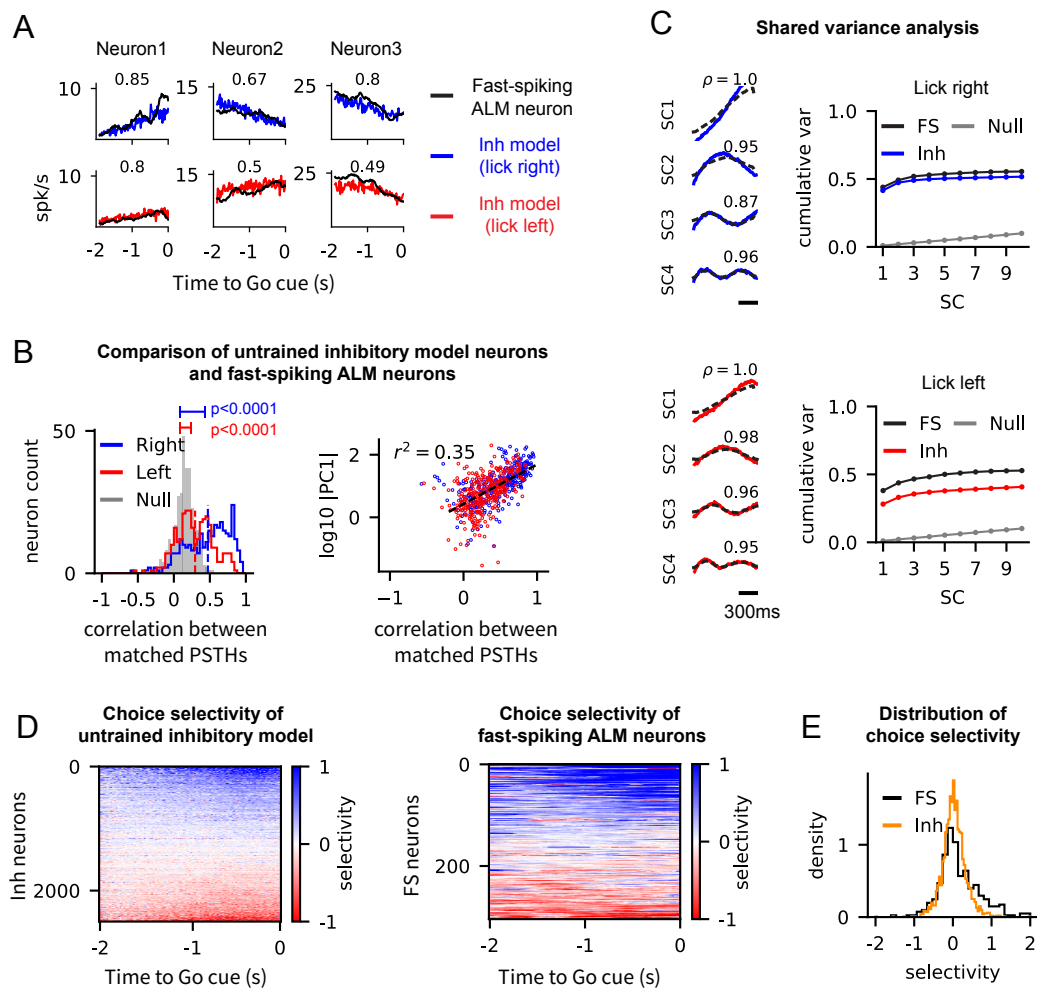 A
Neuron1
Neuron2
Neuron3
10
0.85
15
0.67
25
0.8
10
0.8
15
0.5
25
0.49
spk/s
-2
-1
0
-2
-1
0
-2
-1
0
Time to Go cue (s)
Fast-spiking
ALM neuron
Inh model
(lick right)
Inh model
(lick left)
B
Comparison of untrained inhibitory model neurons
and fast-spiking ALM neurons
neuron count
50
0
p<0.0001
p<0.0001
Right
Left
Null
-1
-0.5
0
0.5
1
correlation between
matched PSTHs
log10 |PC1|
2
0
r² = 0.35
−1
0
1
correlation between
matched PSTHs
C
Shared variance analysis
SC1
ρ = 1.0
SC2
0.95
SC3
0.87
SC4
0.96
Lick right
cumulative var
1.0
0.5
0.0
FS
Null
Inh
1
3
5
7
9
SC
SC1
ρ = 1.0
SC2
0.98
SC3
0.96
SC4
0.95
300ms
Lick left
cumulative var
1.0
0.5
0.0
FS
Null
Inh
1
3
5
7
9
SC
D
Choice selectivity of
untrained inhibitory model
Inh neurons
0
2000
-2
-1
0
Time to Go cue (s)
1
0
-1
selectivity
Choice selectivity of
fast-spiking ALM neurons
FS neurons
0
200
-2
-1
0
Time to Go cue (s)
1
0
-1
selectivity
E
Distribution of
choice selectivity
density
1
0
FS
Inh
-2
-1
0
1
2
selectivity